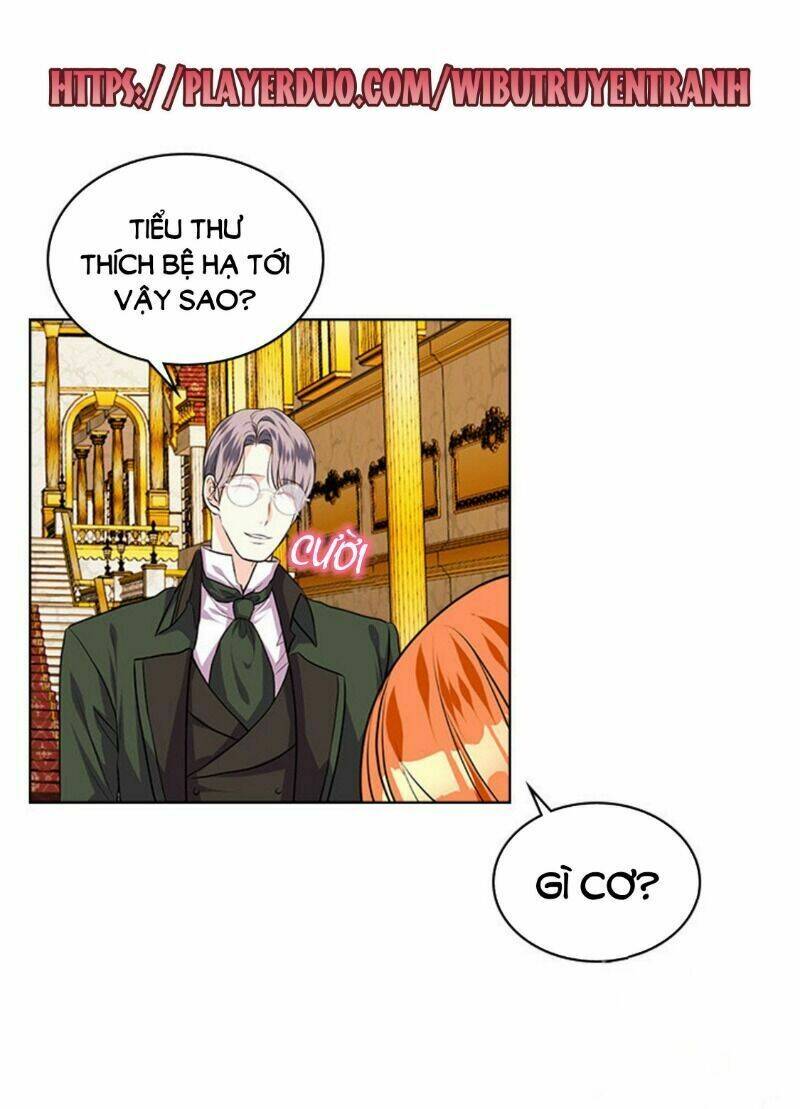 HTTPS://PLAYERDUO.COM/WIBUTRUYENTRANH
TIỂU THƯ
THÍCH BỆ HẠ TỚI
VẬY SAO?
CƯỜI
GÌ CƠ?